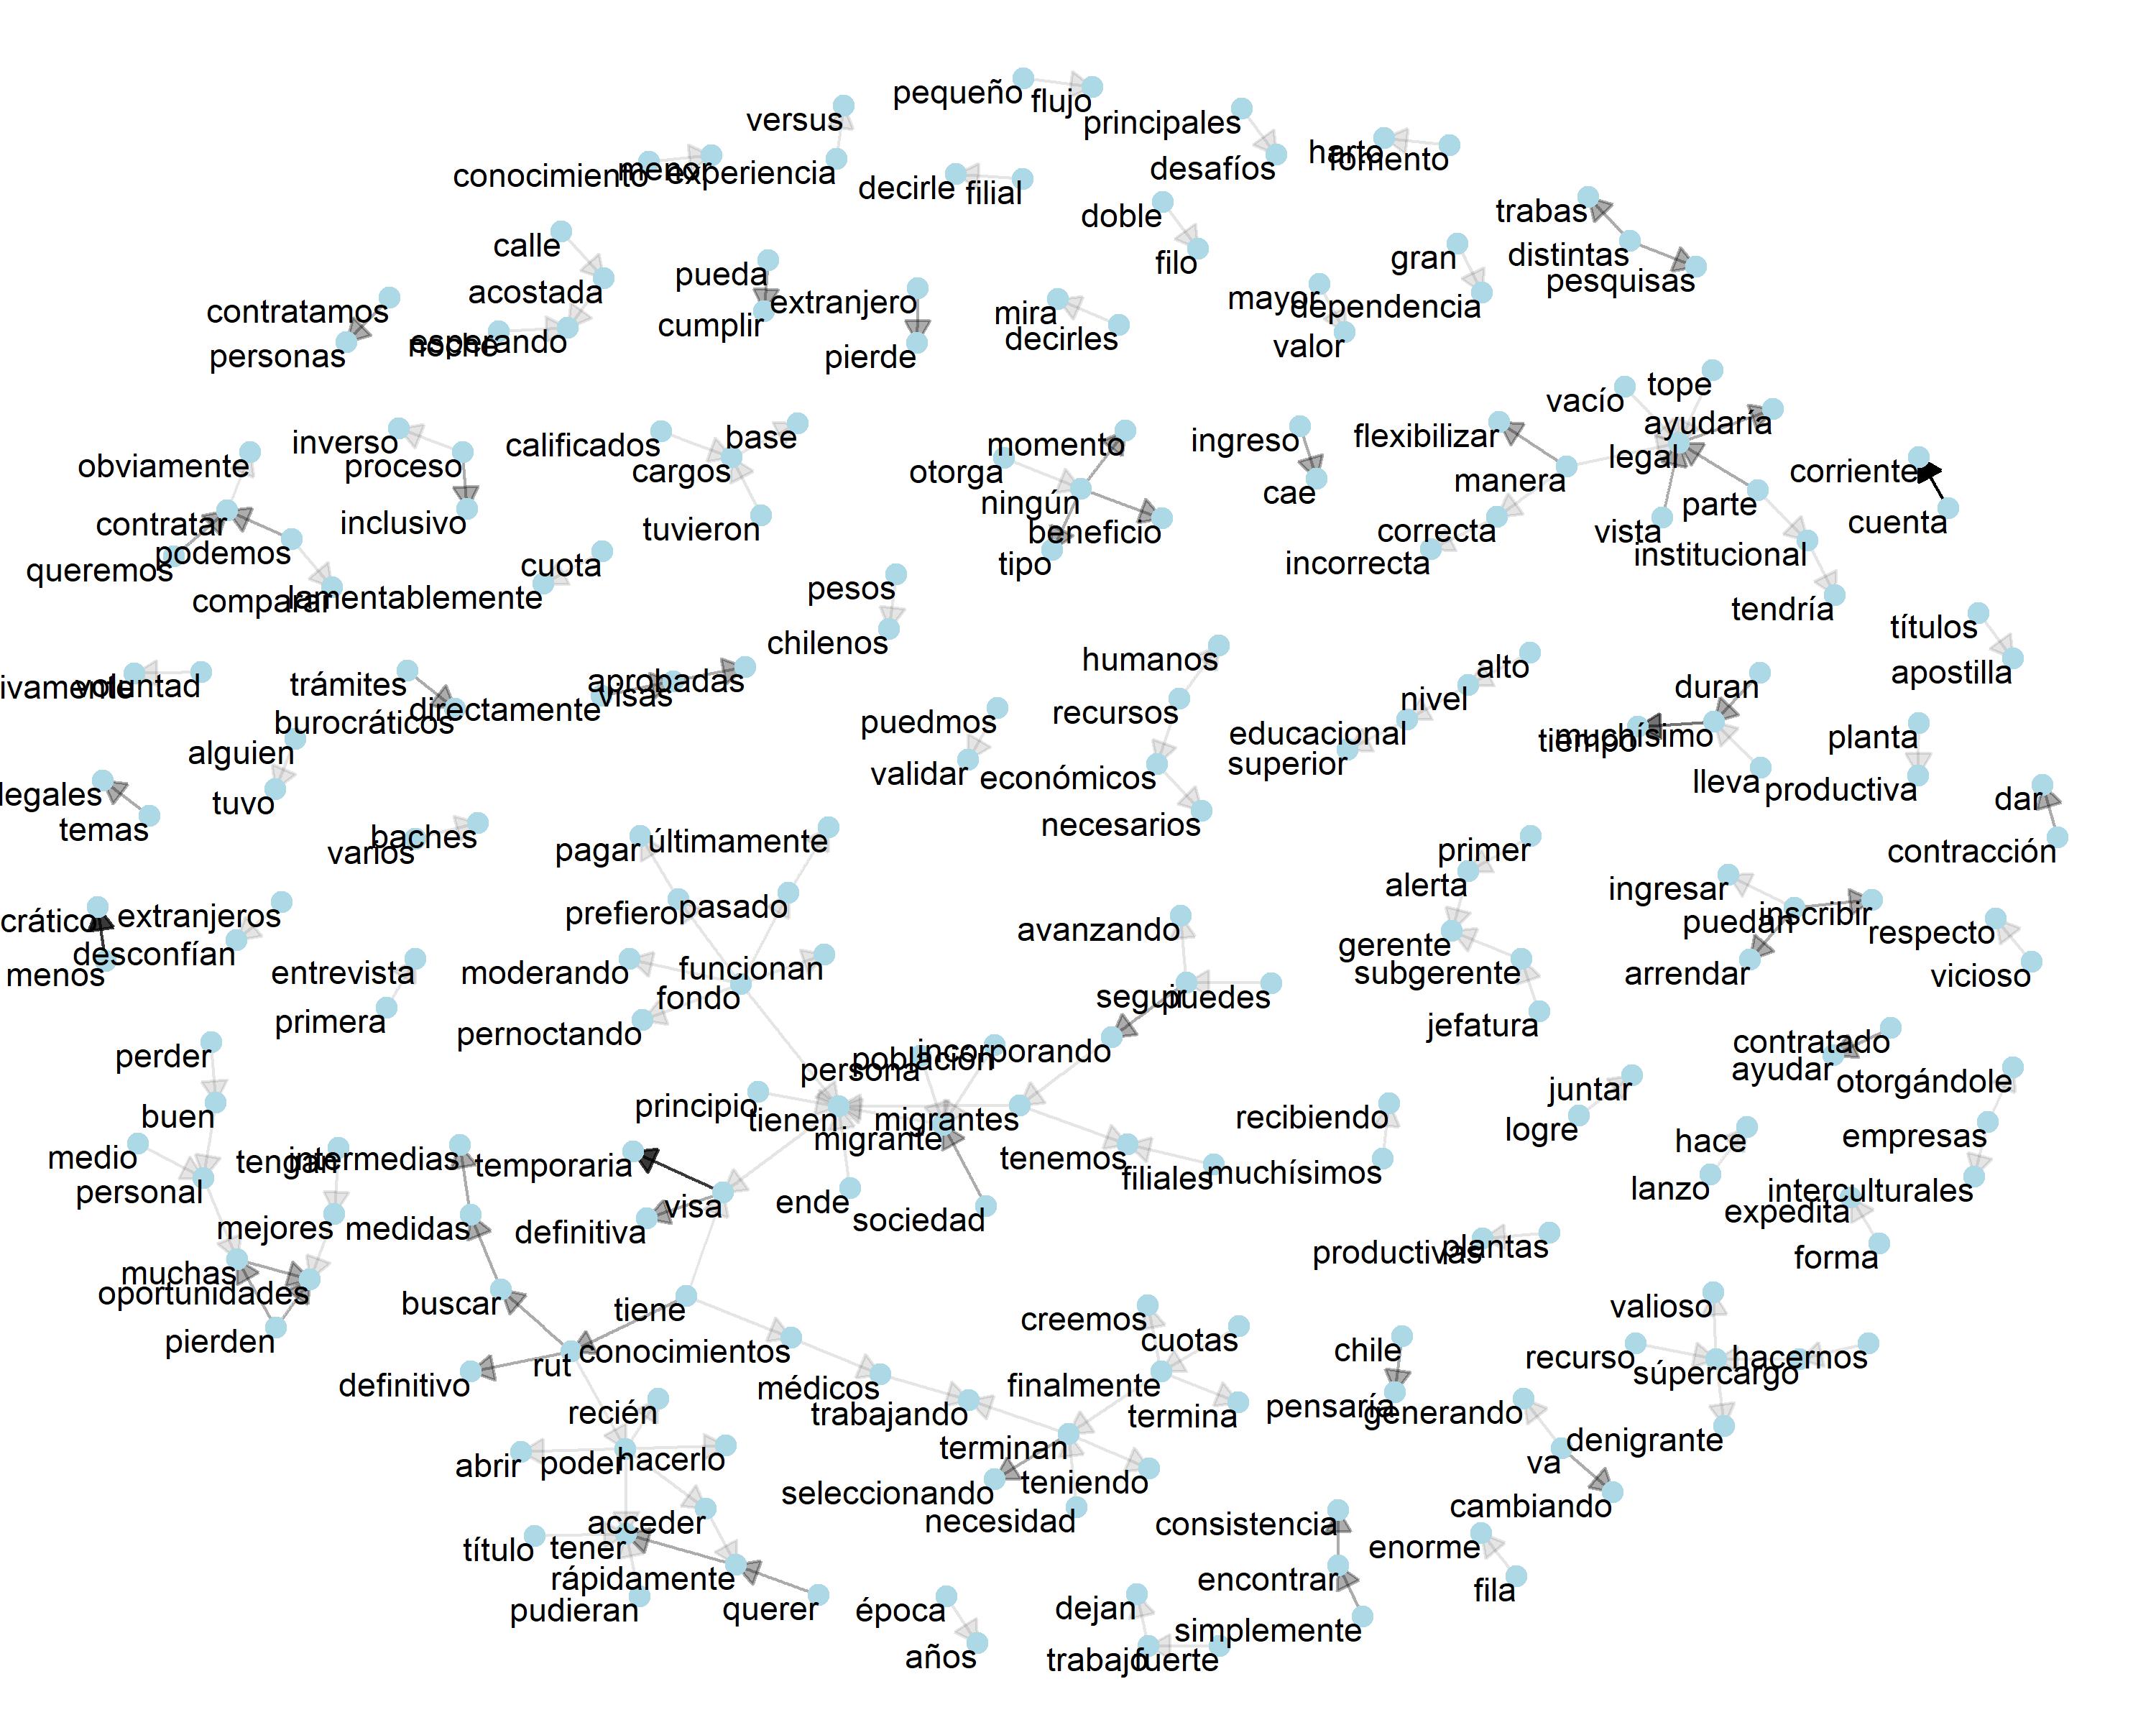 pequeño
flujo
versus
principales
conocimiento
menor
experiencia
desafíos
harto
fomento
decirle
filial
doble
trabas
calle
filo
gran
distintas
pueda
pesquisas
contratamos
acostada
extranjero
mira
mayor
dependencia
personas
noche
esperando
cumplir
pierde
decirles
valor
vacío
tope
ayudaría
inverso
calificados
base
momento
ingreso
flexibilizar
legal
obviamente
proceso
cargos
otorga
corriente
cae
manera
parte
contratar
inclusivo
tuvieron
ningún
cuenta
queremos
podemos
cuota
beneficio
correcta
vista
institucional
tipo
incorrecta
comparar
lamentablemente
pesos
tendría
chilenos
títulos
humanos
alto
apostilla
ivamente
voluntad
trámites
visas
aprobadas
nivel
duran
burocráticos
directamente
puedmos
recursos
educacional
tiempo
muchísimo
planta
alguien
validar
económicos
superior
lleva
productiva
legales
tuvo
dar
temas
varios
baches
pagar
últimamente
necesarios
primer
contracción
alerta
ingresar
crático
extranjeros
prefiero
pasado
avanzando
puedan
inscribir
respecto
desconfían
menos
entrevista
moderando
funcionan
gerente
subgerente
arrendar
vicioso
primera
fondo
seguir
puedes
pernoctando
jefatura
perder
persona
población
incorporando
contratado
ayudar
otorgándole
buen
principio
tienen
migrante
migrantes
recibiendo
juntar
logre
hace
empresas
medio
tengan
intermedias
temporaria
tenemos
filiales
muchísimos
personal
lanzo
interculturales
mejores
medidas
definitiva
visa
ende
sociedad
expedita
productivas
plantas
forma
muchas
oportunidades
buscar
tiene
creemos
valioso
pierden
rut
conocimientos
cuotas
chile
recurso
súpercargo
hacernos
definitivo
médicos
finalmente
recién
trabajando
termina
pensaría
generando
abrir
poder
hacerlo
terminan
denigrante
va
seleccionando
teniendo
cambiando
título
tener
acceder
necesidad
consistencia
enorme
rápidamente
encontrar
fila
pudieran
querer
época
dejan
simplemente
años
trabajo
fuerte